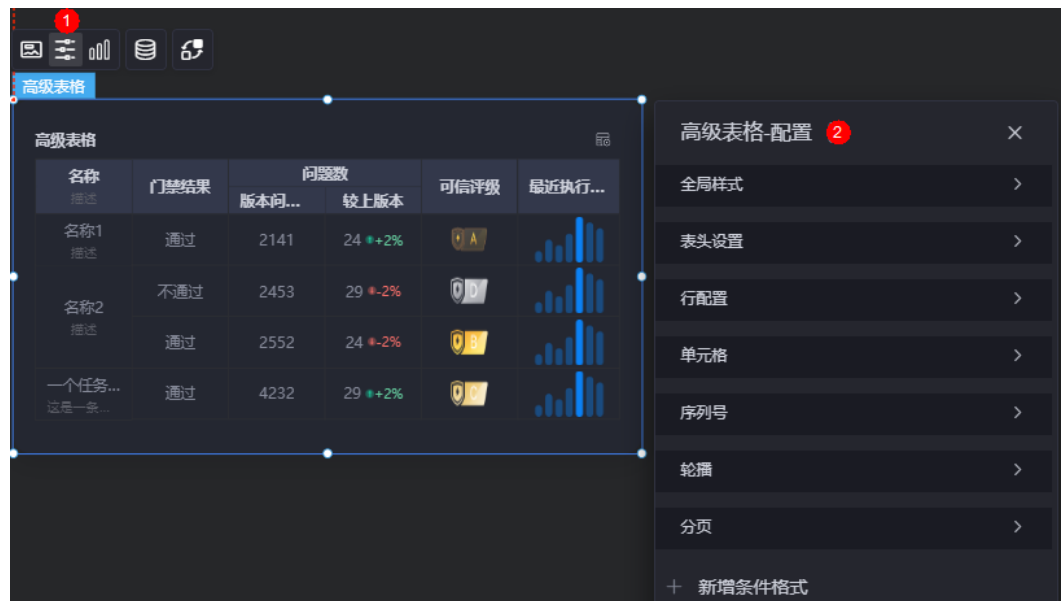 1
高级表格
高级表格
名称
描述
门禁结果
问题数
版本问...
较上版本
可信评级
最近执行...
名称1
描述
通过
2141
24 +2%
A
名称2
描述
不通过
2453
29 -2%
D
通过
2552
24 -2%
B
一个任务...
这是一条...
通过
4232
29 +2%
C
高级表格-配置 2
全局样式
表头设置
行配置
单元格
序列号
轮播
分页
新增条件格式